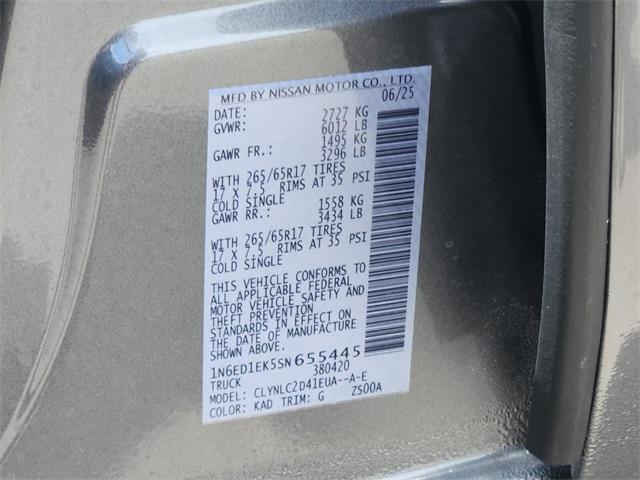 MFD BY NISSAN MOTOR CO., LTD.
DATE: 06/25
GVWR: 2727 KG
6012 LB
GAWR FR.: 1495 KG
3296 LB
WITH 265/65R17 TIRES
17 X 7.5 RIMS AT 35 PSI
COLD SINGLE
GAWR RR.: 1558 KG
3434 LB
WITH 265/65R17 TIRES
17 X 7.5 RIMS AT 35 PSI
COLD SINGLE
THIS VEHICLE CONFORMS TO
ALL APPLICABLE FEDERAL
MOTOR VEHICLE SAFETY AND
THEFT PREVENTION
STANDARDS IN EFFECT ON
THE DATE OF MANUFACTURE
SHOWN ABOVE.
1N6ED1EK5SN655445
TRUCK 380420
MODEL: CLYNLC2D41EUA--A-E
COLOR: KAD TRIM: G ZS00A